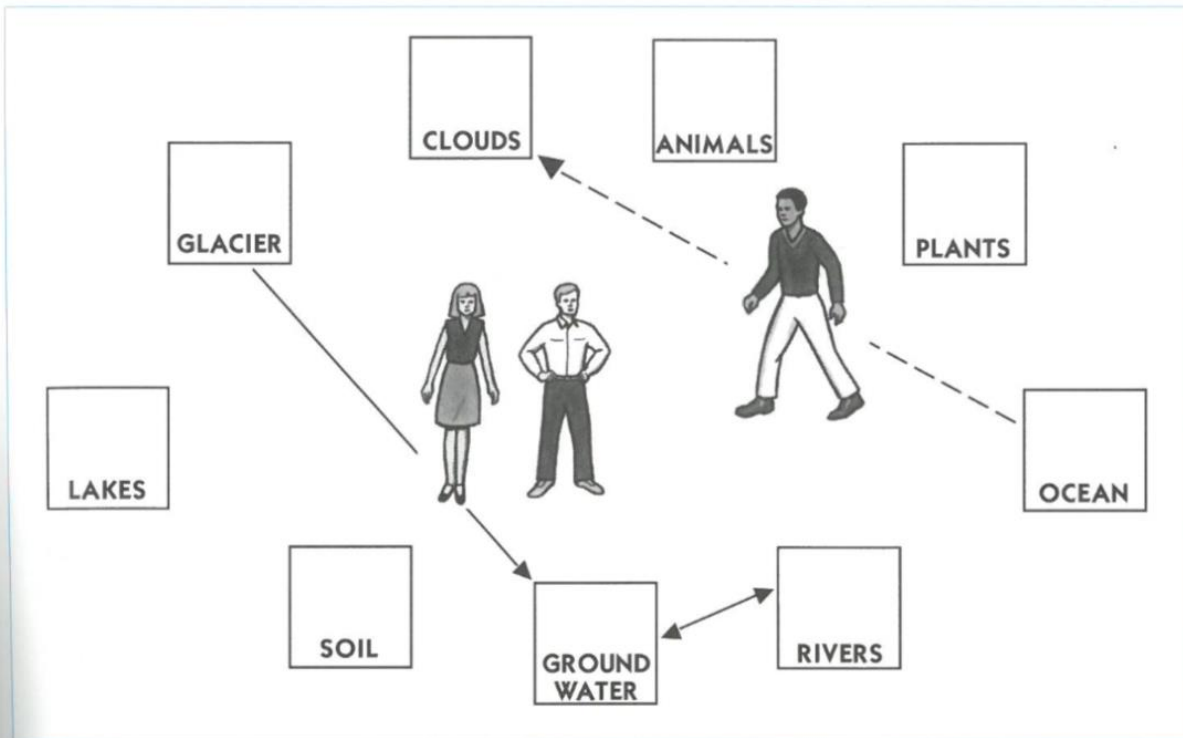 CLOUDS
ANIMALS
GLACIER
PLANTS
LAKES
OCEAN
SOIL
GROUND
WATER
RIVERS